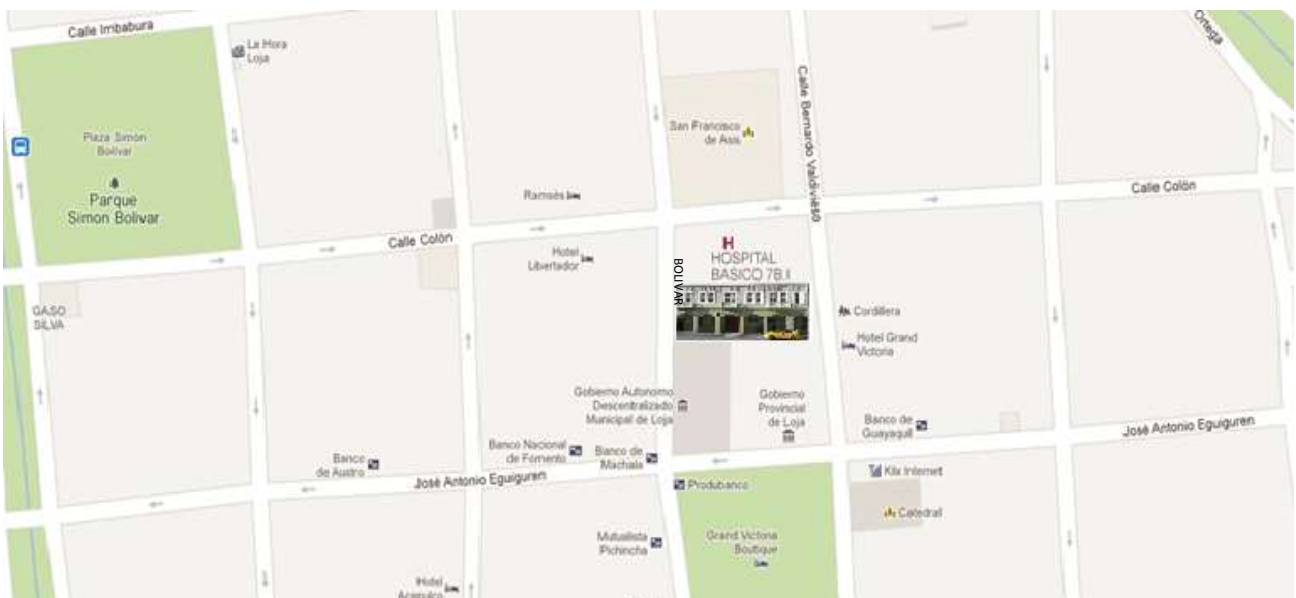 Calle Imbabura
La Hora
Loja
Ortega
Calle Bernardo Valdivieso
Plaza Simon
Bolivar
San Francisco
de Asis
Parque
Simon Bolivar
Ramsés
Calle Colón
Calle Colón
Hotel
Libertador
H
HOSPITAL
BASICO 7B.I
BOLIVAR
GASO
SILVA
Cordillera
Hotel Grand
Victoria
Gobierno Autonomo
Descentralizado
Municipal de Loja
Gobierno
Provincial
de Loja
Banco de
Guayaquil
José Antonio Eguiguren
Banco Nacional
de Fomento
Banco de
Machala
Banco
de Austro
José Antonio Eguiguren
Kix Internet
Produbanco
Catedral
Mutualista
Pichincha
Grand Victoria
Boutique
Hotel
Acapulco